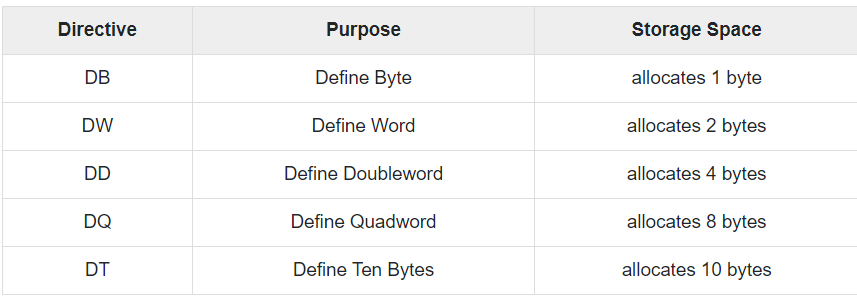 Directive Purpose Storage Space
DB Define Byte allocates 1 byte
DW Define Word allocates 2 bytes
DD Define Doubleword allocates 4 bytes
DQ Define Quadword allocates 8 bytes
DT Define Ten Bytes allocates 10 bytes